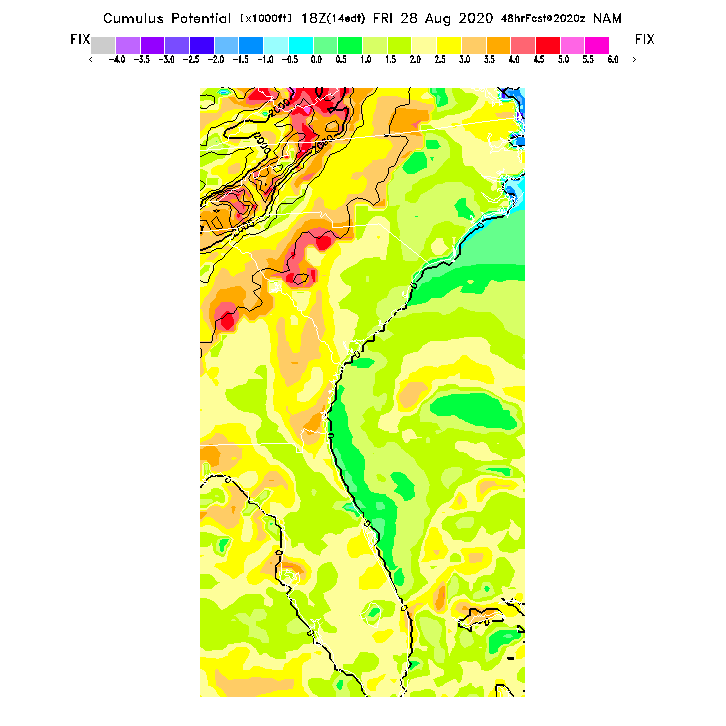 Cumulus Potential [x1000ft] 18Z(14edt) FRI 28 Aug 2020 48hrFcst@2020z NAM
FIX FIX
< -4.0 -3.5 -3.0 -2.5 -2.0 -1.5 -1.0 -0.5 0.0 0.5 1.0 1.5 2.0 2.5 3.0 3.5 4.0 4.5 5.0 5.5 6.0 >
2000
2000